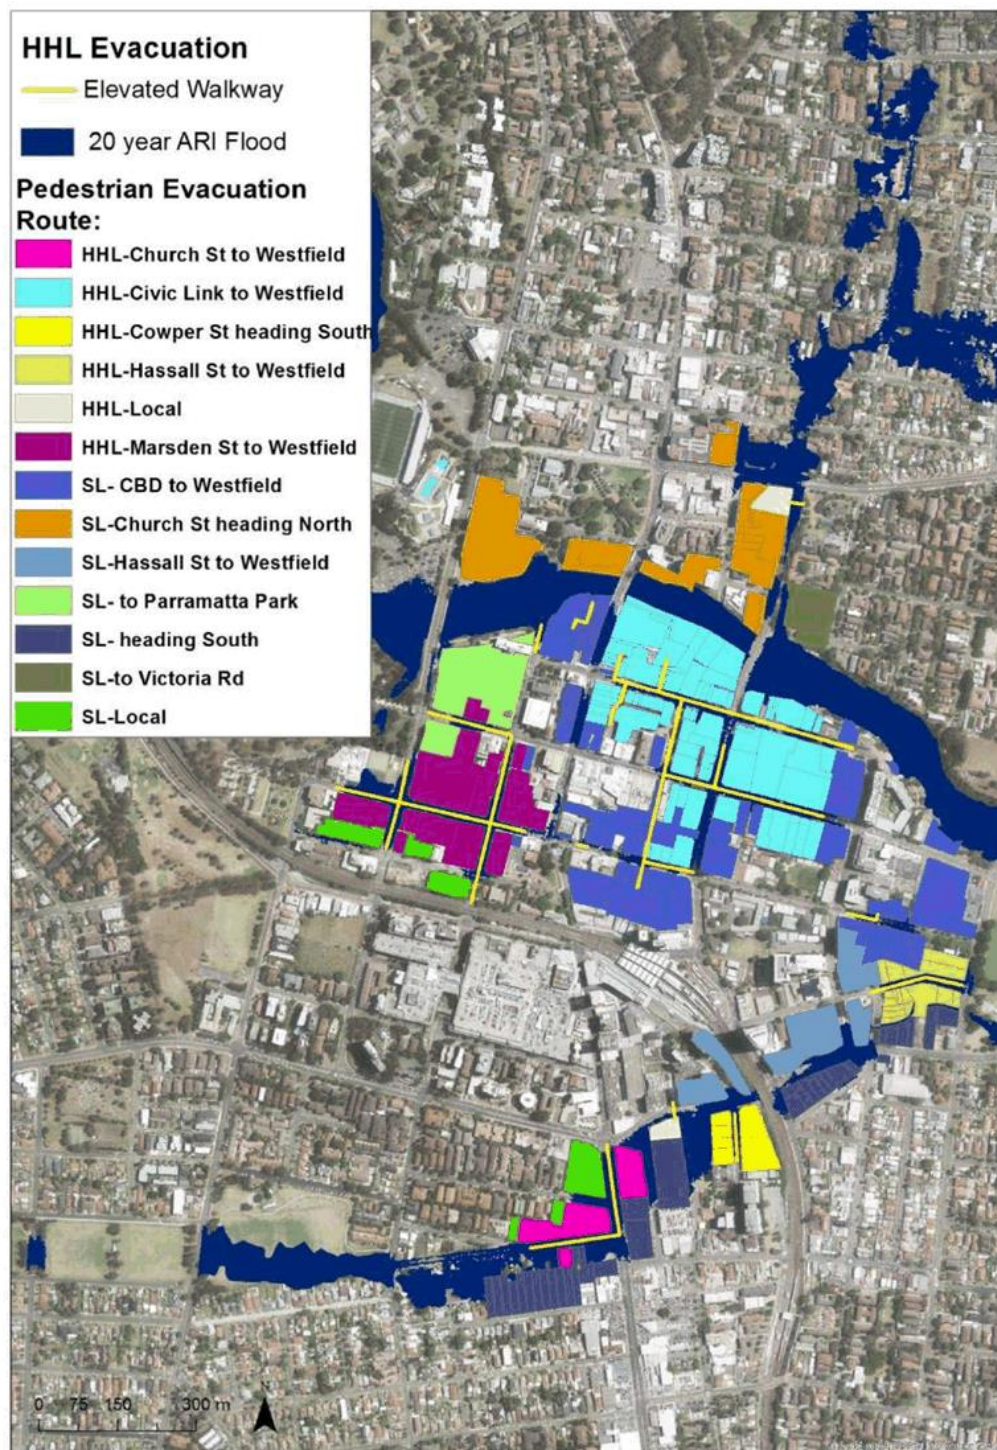 HHL Evacuation
Elevated Walkway
20 year ARI Flood
Pedestrian Evacuation
Route:
HHL-Church St to Westfield
HHL-Civic Link to Westfield
HHL-Cowper St heading South
HHL-Hassall St to Westfield
HHL-Local
HHL-Marsden St to Westfield
SL- CBD to Westfield
SL-Church St heading North
SL-Hassall St to Westfield
SL- to Parramatta Park
SL- heading South
SL-to Victoria Rd
SL-Local
0 75 150 300 m
N